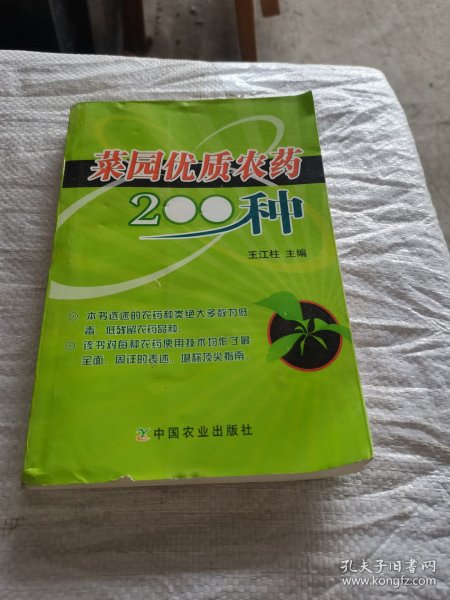 菜园优质农药
200种
王江柱 主编
本书选述的农药种类绝大多数为低
毒、低残留农药品种。
该书对每种农药使用技术均作了最
全面、周详的表述，堪称顶尖指南。
中国农业出版社
孔夫子旧书网
www.kongfz.com